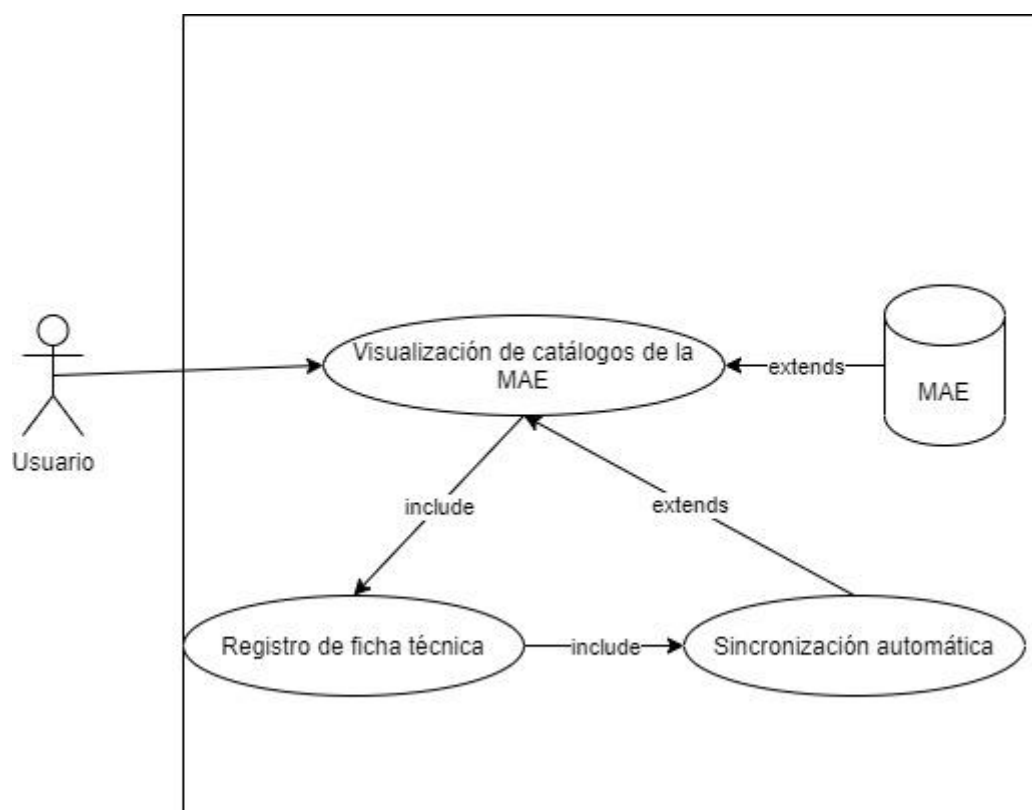 Visualización de catálogos de la
MAE
extends
MAE
Usuario
include
extends
Registro de ficha técnica
include
Sincronización automática